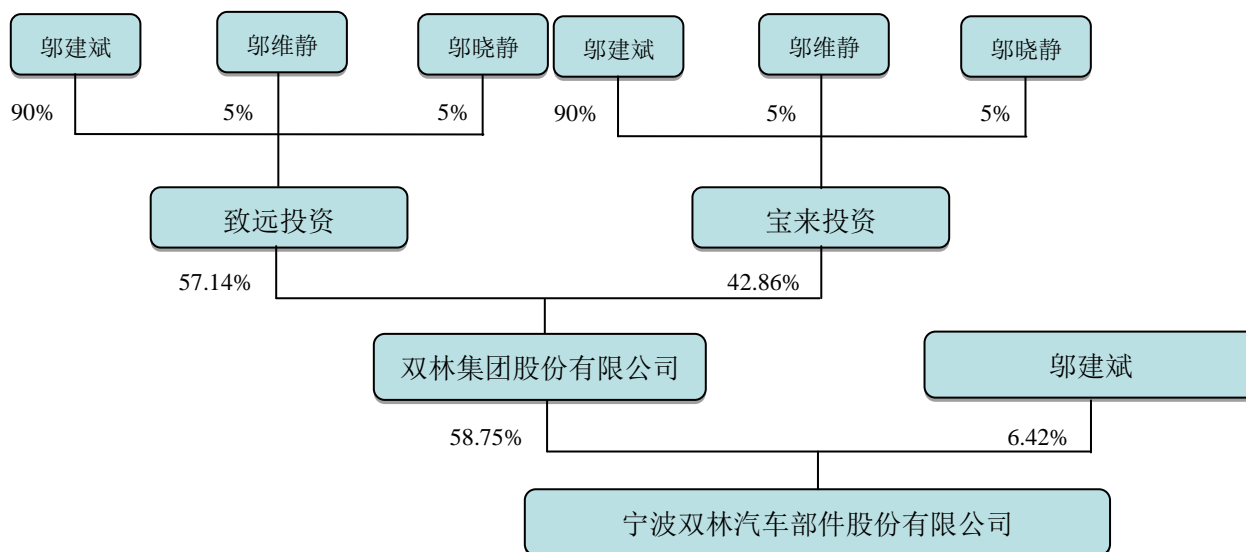 邬建斌
邬维静
邬晓静
邬建斌
邬维静
邬晓静
90%
5%
5%
90%
5%
5%
致远投资
宝来投资
57.14%
42.86%
双林集团股份有限公司
邬建斌
58.75%
6.42%
宁波双林汽车部件股份有限公司